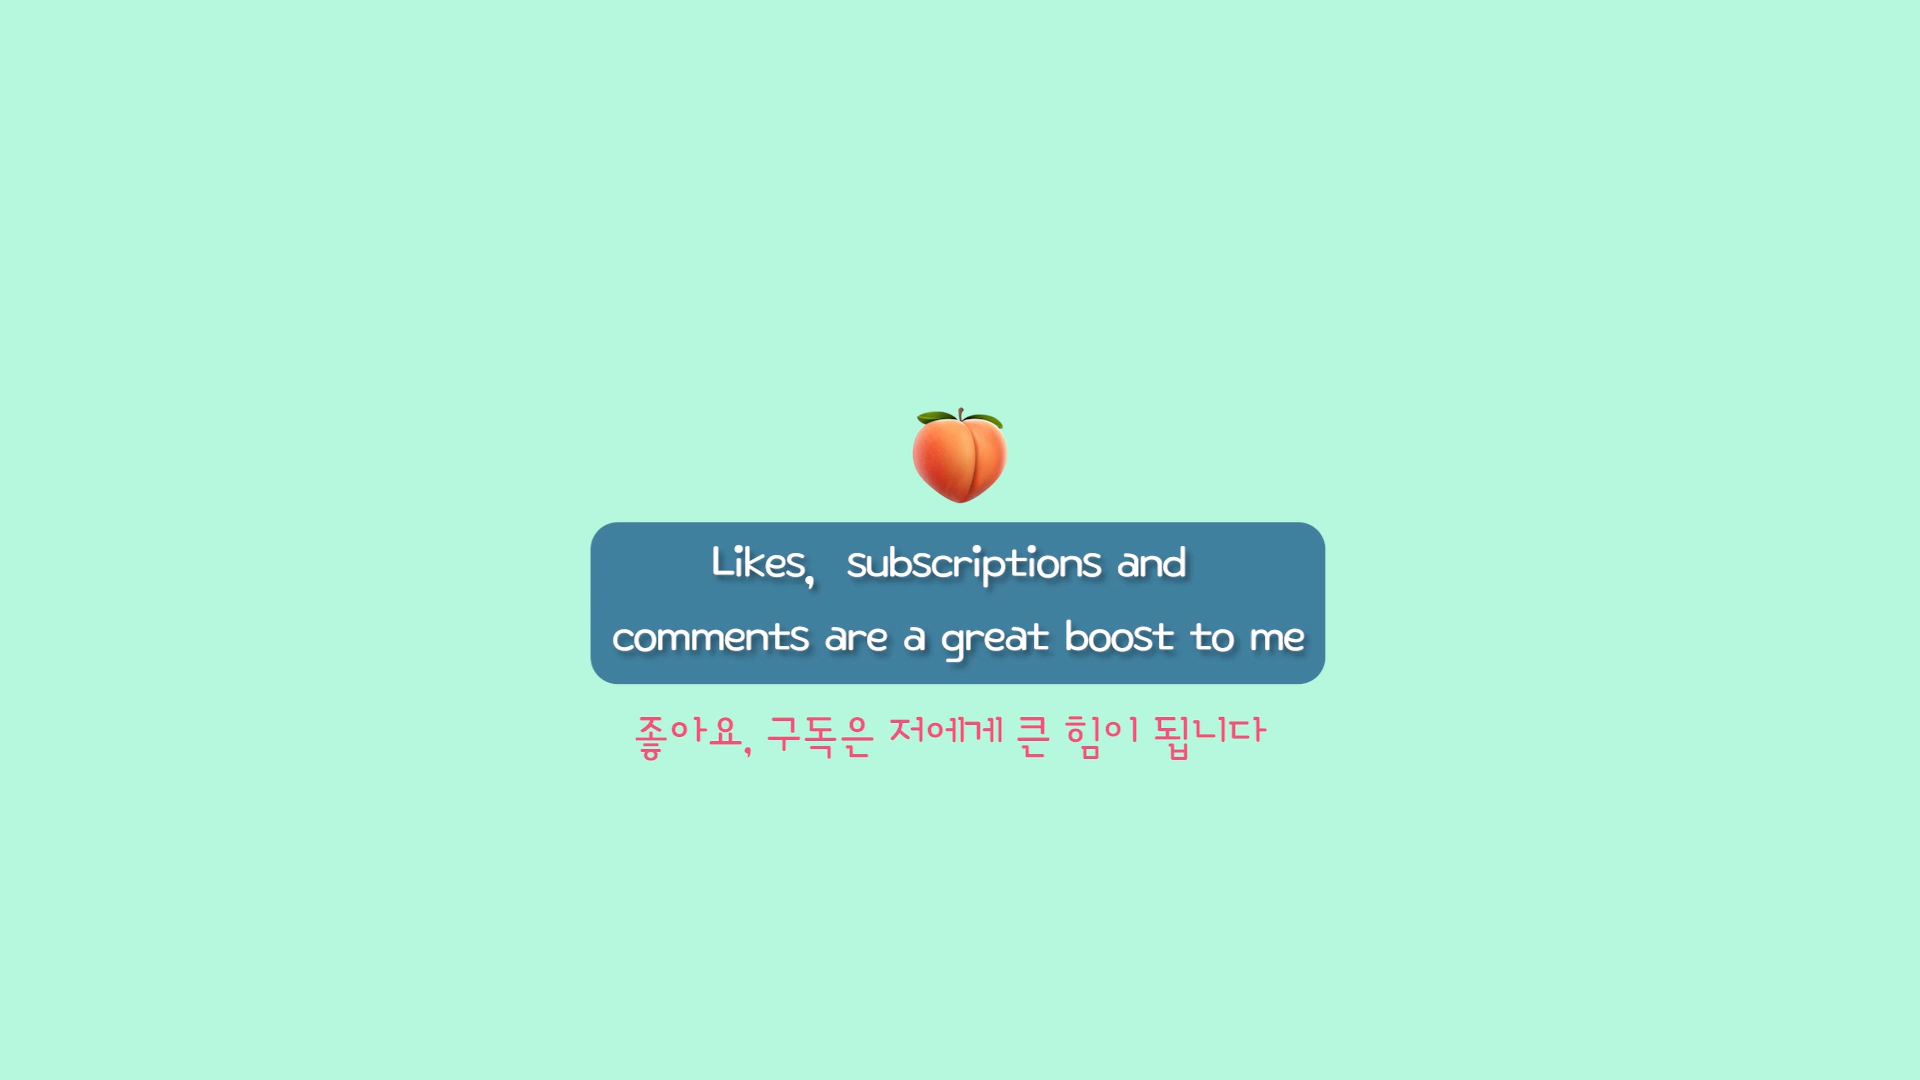 Likes, subscriptions and
comments are a great boost to me
좋아요, 구독은 저에게 큰 힘이 됩니다